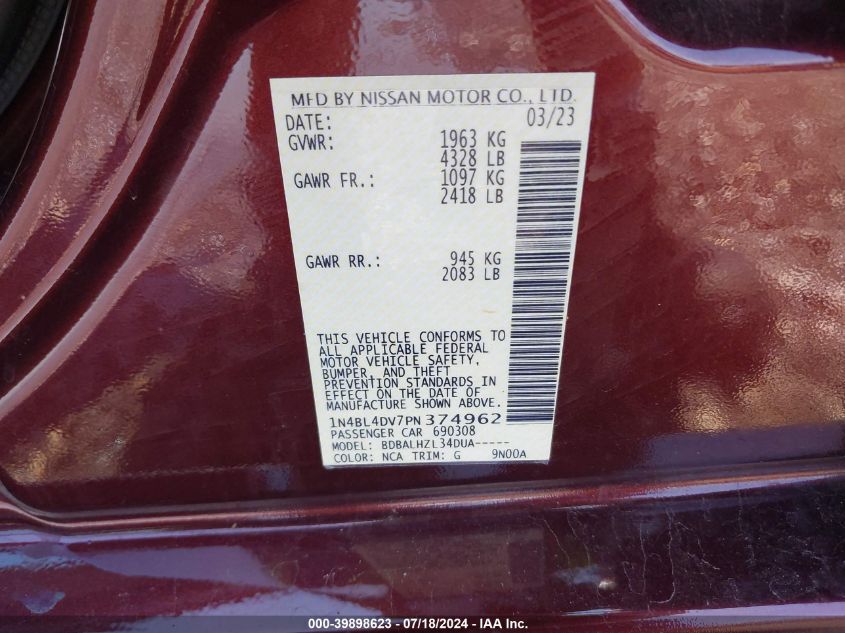 MFD BY NISSAN MOTOR CO., LTD.
DATE: 03/23
GVWR: 1963 KG
4328 LB
GAWR FR.: 1097 KG
2418 LB
GAWR RR.: 945 KG
2083 LB
THIS VEHICLE CONFORMS TO
ALL APPLICABLE FEDERAL
MOTOR VEHICLE SAFETY,
BUMPER, AND THEFT
PREVENTION STANDARDS IN
EFFECT ON THE DATE OF
MANUFACTURE SHOWN ABOVE.
1N4BL4DV7PN374962
PASSENGER CAR 690308
MODEL: BDBALHZL34DUA-----
COLOR: NCA TRIM: G 9N00A
000-39898623 / 07/18/2024 - IAA Inc.